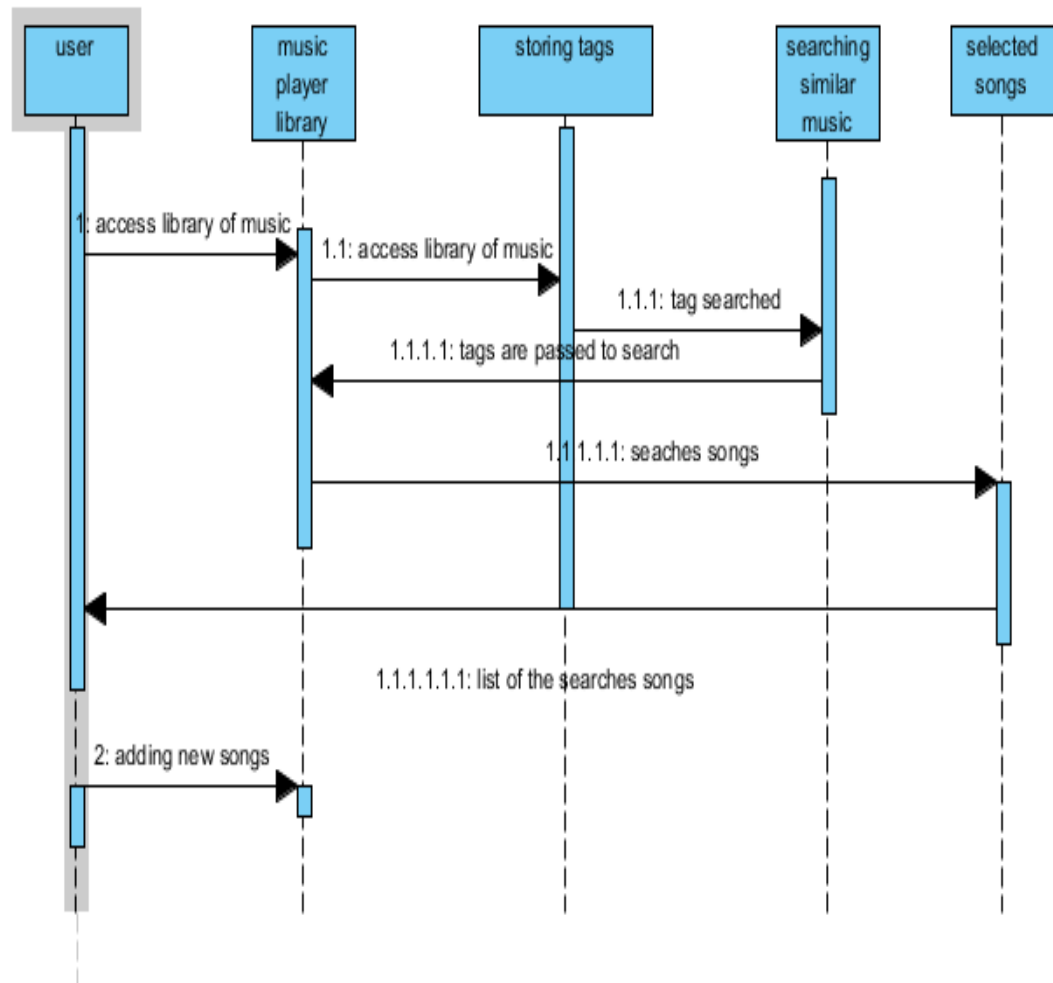 user
music
player
library
storing tags
searching
similar
music
selected
songs
1: access library of music
1.1: access library of music
1.1.1: tag searched
1.1.1.1: tags are passed to search
1.1.1.1.1: seaches songs
1.1.1.1.1.1: list of the searches songs
2: adding new songs